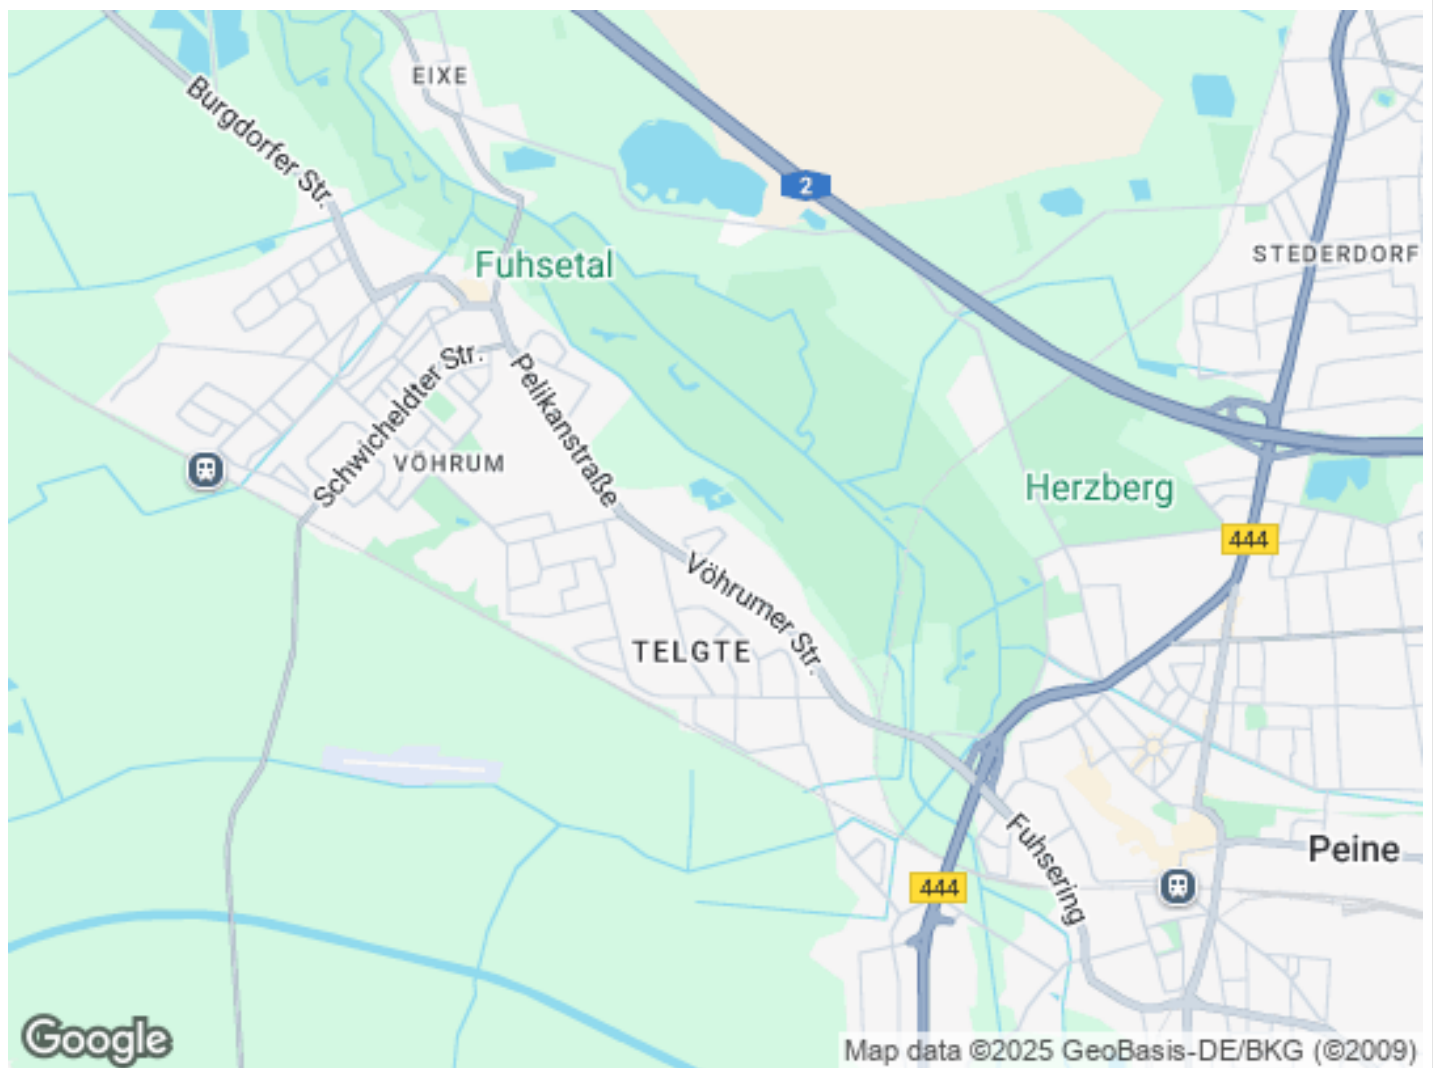 EIXE
Burgdorfer Str.
2
Fuhsetal
STEDERDORF
Schwicheldter Str.
Pelikanstraße
VÖHRUM
Herzberg
444
Vöhrumer Str.
TELGTE
Fuhsering
Peine
444
Google
Map data ©2025 GeoBasis-DE/BKG (©2009)